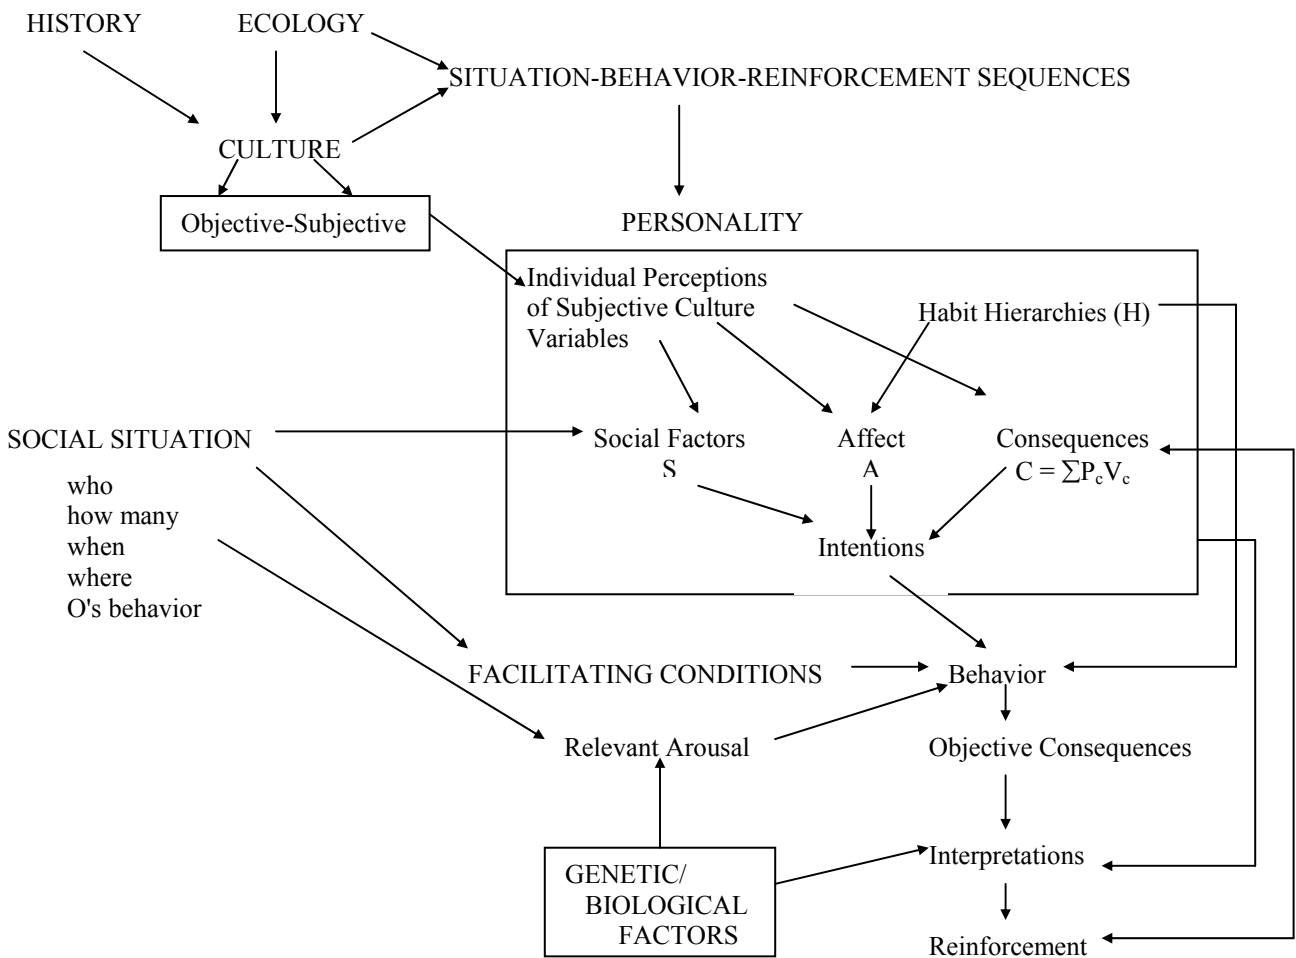 HISTORY
ECOLOGY
SITUATION-BEHAVIOR-REINFORCEMENT SEQUENCES
CULTURE
Objective-Subjective
PERSONALITY
Individual Perceptions
of Subjective Culture
Variables
Habit Hierarchies (H)
SOCIAL SITUATION
who
how many
when
where
O's behavior
Social Factors
S
Affect
A
Consequences
C = ∑PcVc
Intentions
FACILITATING CONDITIONS
Behavior
Relevant Arousal
Objective Consequences
GENETIC/
BIOLOGICAL
FACTORS
Interpretations
Reinforcement